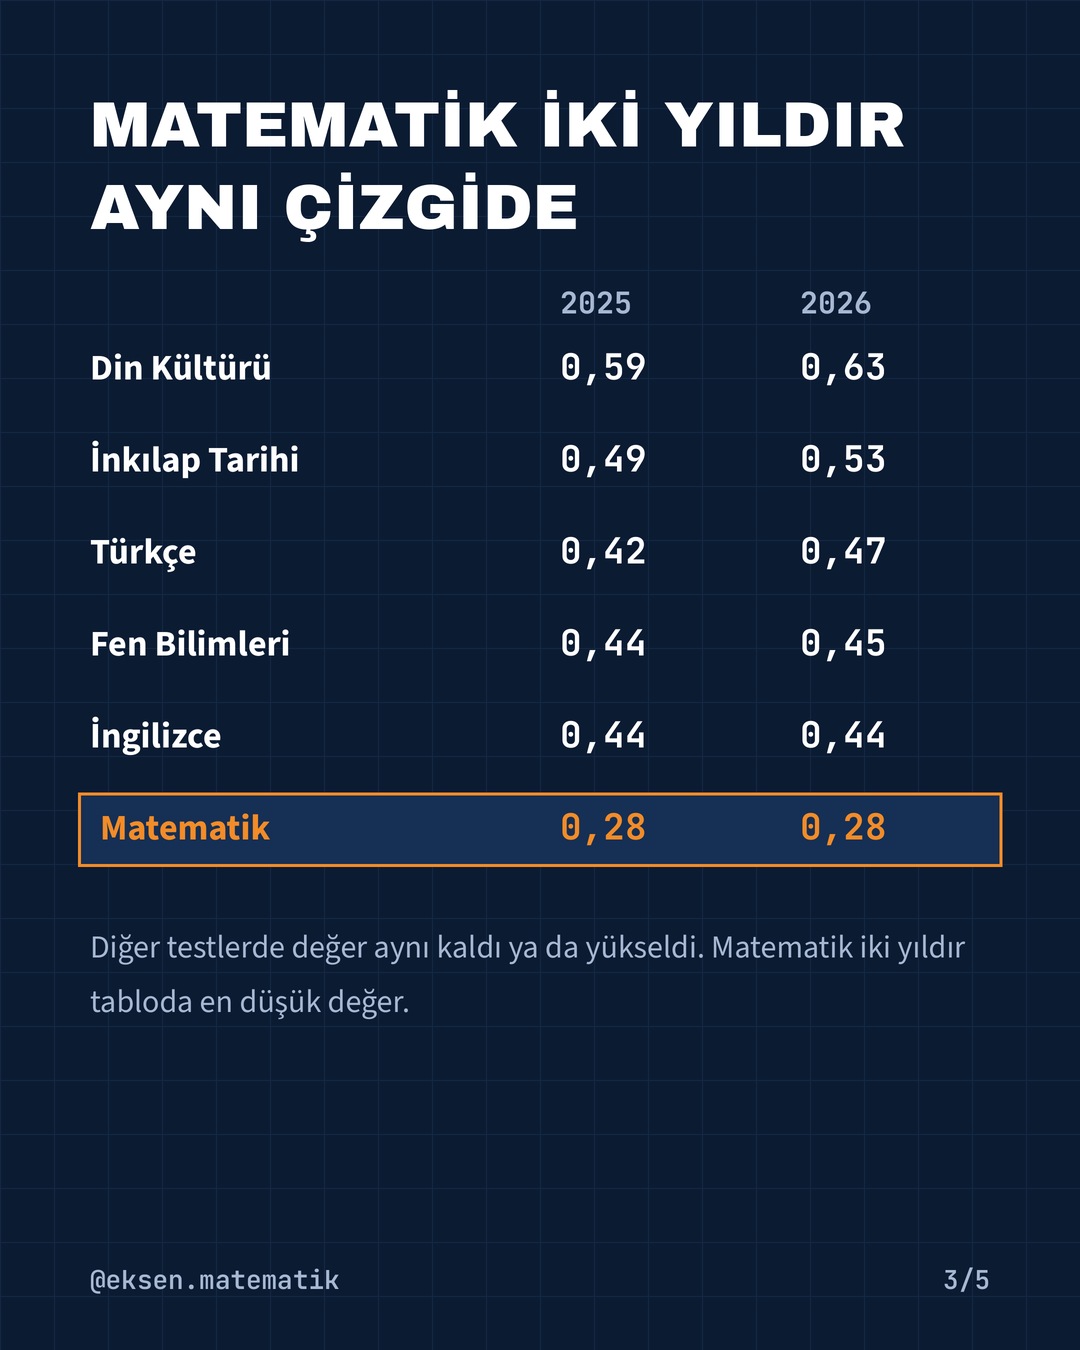 MATEMATİK İKİ YILDIR
AYNI ÇİZGİDE
2025 2026
Din Kültürü 0,59 0,63
İnkılap Tarihi 0,49 0,53
Türkçe 0,42 0,47
Fen Bilimleri 0,44 0,45
İngilizce 0,44 0,44
Matematik 0,28 0,28
Diğer testlerde değer aynı kaldı ya da yükseldi. Matematik iki yıldır
tabloda en düşük değer.
@eksen.matematik 3/5